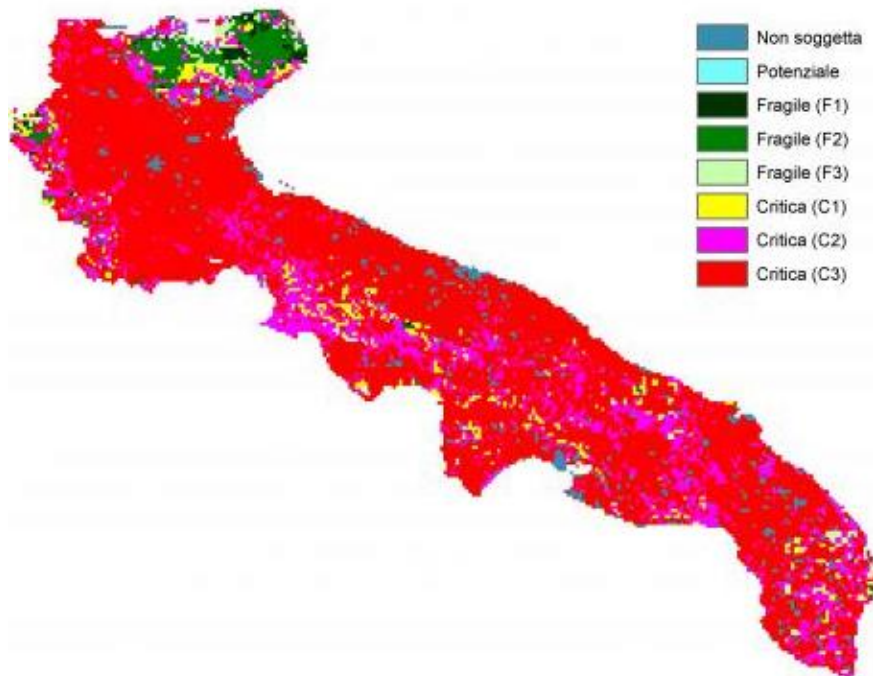 Non soggetta
Potenziale
Fragile (F1)
Fragile (F2)
Fragile (F3)
Critica (C1)
Critica (C2)
Critica (C3)